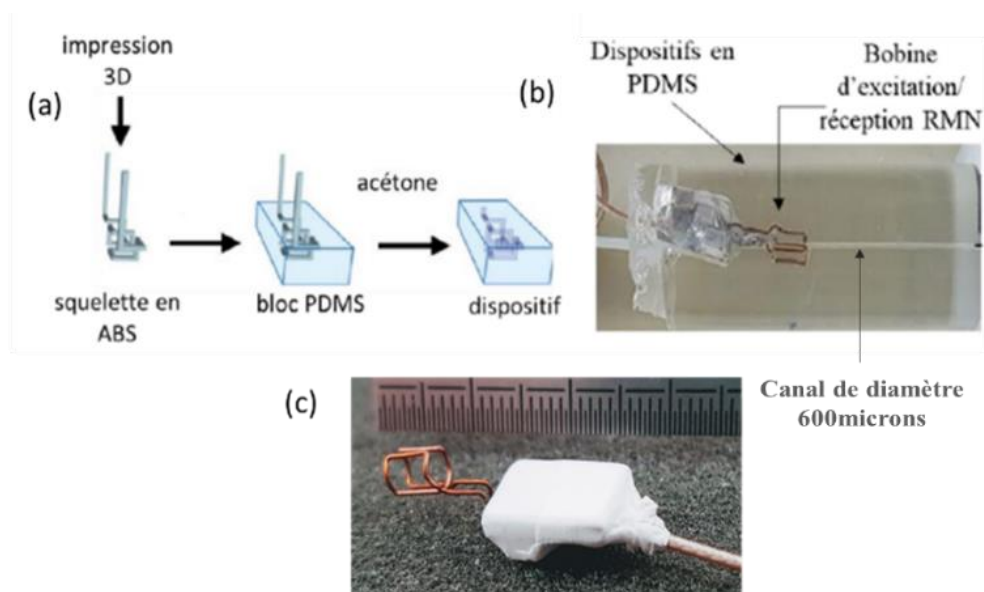 impression
3D
(a)
acétone
squelette en
ABS
bloc PDMS
dispositif
(b)
Dispositifs en
PDMS
Bobine
d'excitation/
réception RMN
Canal de diamètre
600microns
(c)